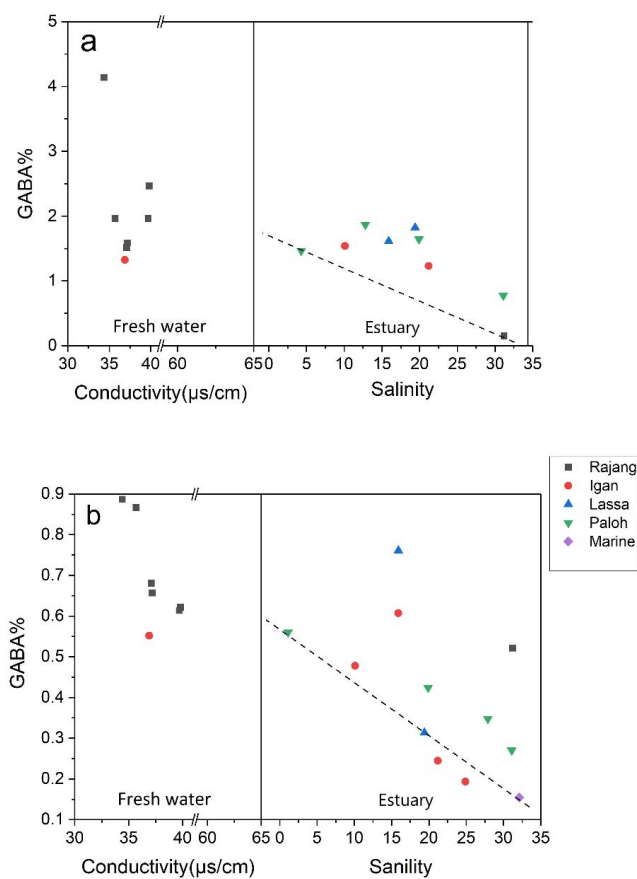 a
5
4
3
2
1
0
GABA%
Fresh water
Estuary
30 35 40 60 65 0 5 10 15 20 25 30 35
Conductivity(μs/cm) Salinity
Rajang
Igan
Lassa
Paloh
Marine
b
0.9
0.8
0.7
0.6
0.5
0.4
0.3
0.2
0.1
GABA%
Fresh water
Estuary
30 35 40 60 65 0 5 10 15 20 25 30 35
Conductivity(μs/cm) Sanility